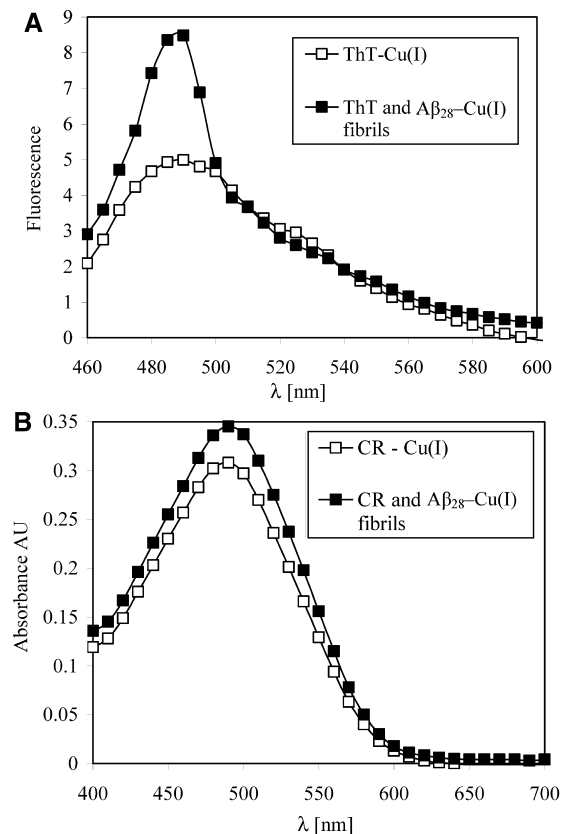 A
9
8
7
6
5
4
3
2
1
0
Fluorescence
ThT-Cu(I)
ThT and Aβ₂₈–Cu(I)
fibrils
460 480 500 520 540 560 580 600
λ [nm]
B
0.35
0.3
0.25
0.2
0.15
0.1
0.05
0
Absorbance AU
CR - Cu(I)
CR and Aβ₂₈–Cu(I)
fibrils
400 450 500 550 600 650 700
λ [nm]